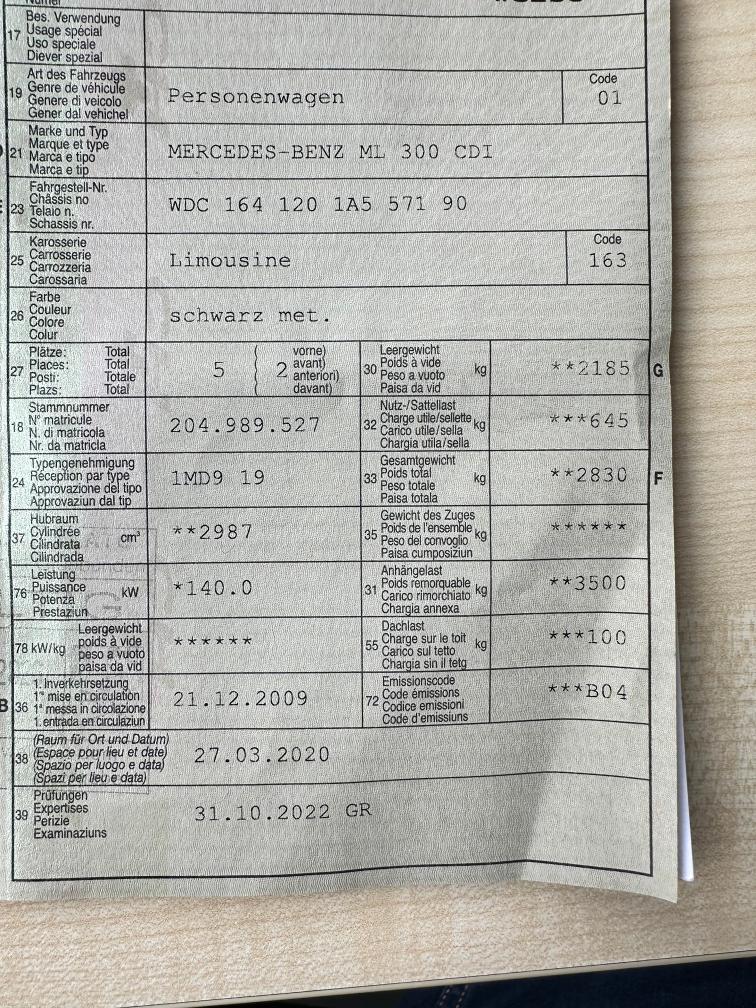 17 Bes. Verwendung
Usage spécial
Uso speciale
Diever spezial
19 Art des Fahrzeugs
Genre de véhicule
Genere di veicolo
Gener dal vehichel
Personenwagen
Code
01
21 Marke und Typ
Marque et type
Marca e tipo
Marca e tip
MERCEDES-BENZ ML 300 CDI
23 Fahrgestell-Nr.
Châssis no
Telaio n.
Schassis nr.
WDC 164 120 1A5 571 90
25 Karosserie
Carrosserie
Carrozzeria
Carossaria
Limousine
Code
163
26 Farbe
Couleur
Colore
Colur
schwarz met.
27 Plätze: Total
Places: Total
Posti: Totale
Plazs: Total
5 ( 2 vorne)
avant)
anteriori)
davant)
30 Leergewicht
Poids à vide kg
Peso a vuoto
Paisa da vid
**2185 G
18 Stammnummer
N° matricule
N. di matricola
Nr. da matricla
204.989.527
32 Nutz-/Sattellast
Charge utile/sellette kg
Carico utile/sella
Chargia utila/sella
***645
24 Typengenehmigung
Réception par type
Approvazione del tipo
Approvaziun dal tip
1MD9 19
33 Gesamtgewicht
Poids total kg
Peso totale
Paisa totala
**2830 F
37 Hubraum
Cylindrée cm³
Cilindrata
Cilindrada
**2987
35 Gewicht des Zuges
Poids de l'ensemble kg
Peso del convoglio
Paisa cumposiziun
******
76 Leistung
Puissance kW
Potenza
Prestaziun
*140.0
31 Anhängelast
Poids remorquable kg
Carico rimorchiato
Chargia annexa
**3500
78 kW/kg Leergewicht
poids à vide
peso a vuoto
paisa da vid
******
55 Dachlast
Charge sur le toit kg
Carico sul tetto
Chargia sin il tetg
***100
B 36 1. Inverkehrsetzung
1re mise en circulation
1a messa in circolazione
1. entrada en circulaziun
21.12.2009
72 Emissionscode
Code émissions
Codice emissioni
Code d'emissiuns
***B04
38 (Raum für Ort und Datum)
(Espace pour lieu et date)
(Spazio per luogo e data)
(Spazi per lieu e data)
27.03.2020
39 Prüfungen
Expertises
Perizie
Examinaziuns
31.10.2022 GR